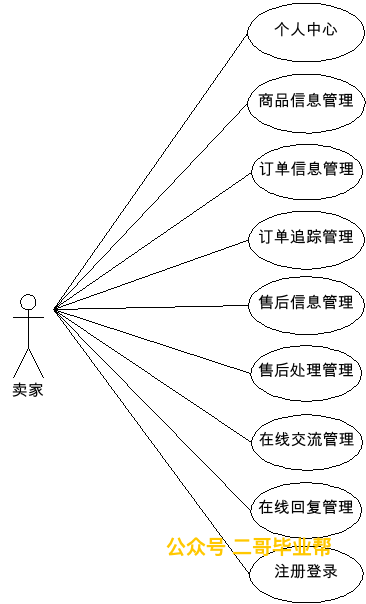 个人中心
商品信息管理
订单信息管理
订单追踪管理
售后信息管理
售后处理管理
卖家
在线交流管理
在线回复管理
公众号 二哥毕业帮
注册登录